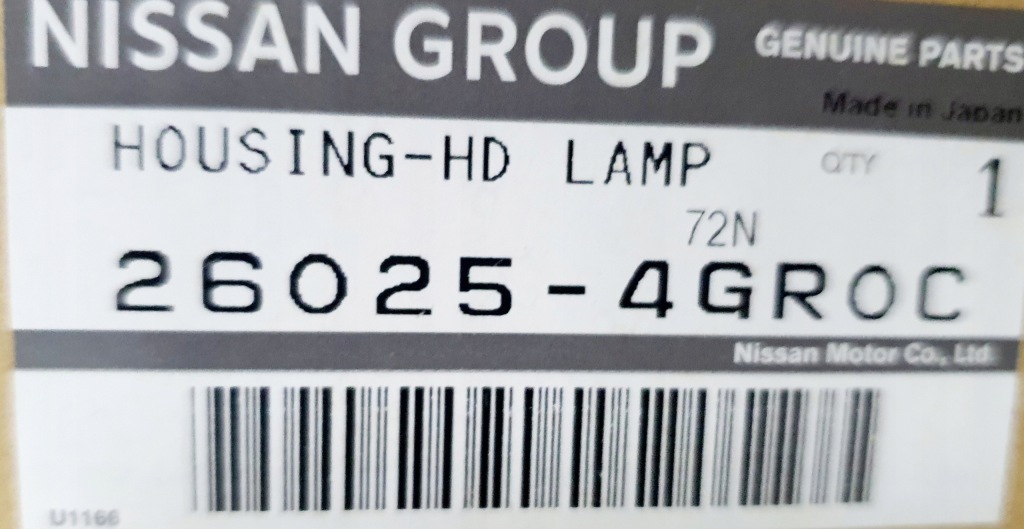 NISSAN GROUP GENUINE PARTS
Made in Japan
HOUSING-HD LAMP QTY 1
72N
26025-4GR0C
Nissan Motor Co., Ltd.
U1166